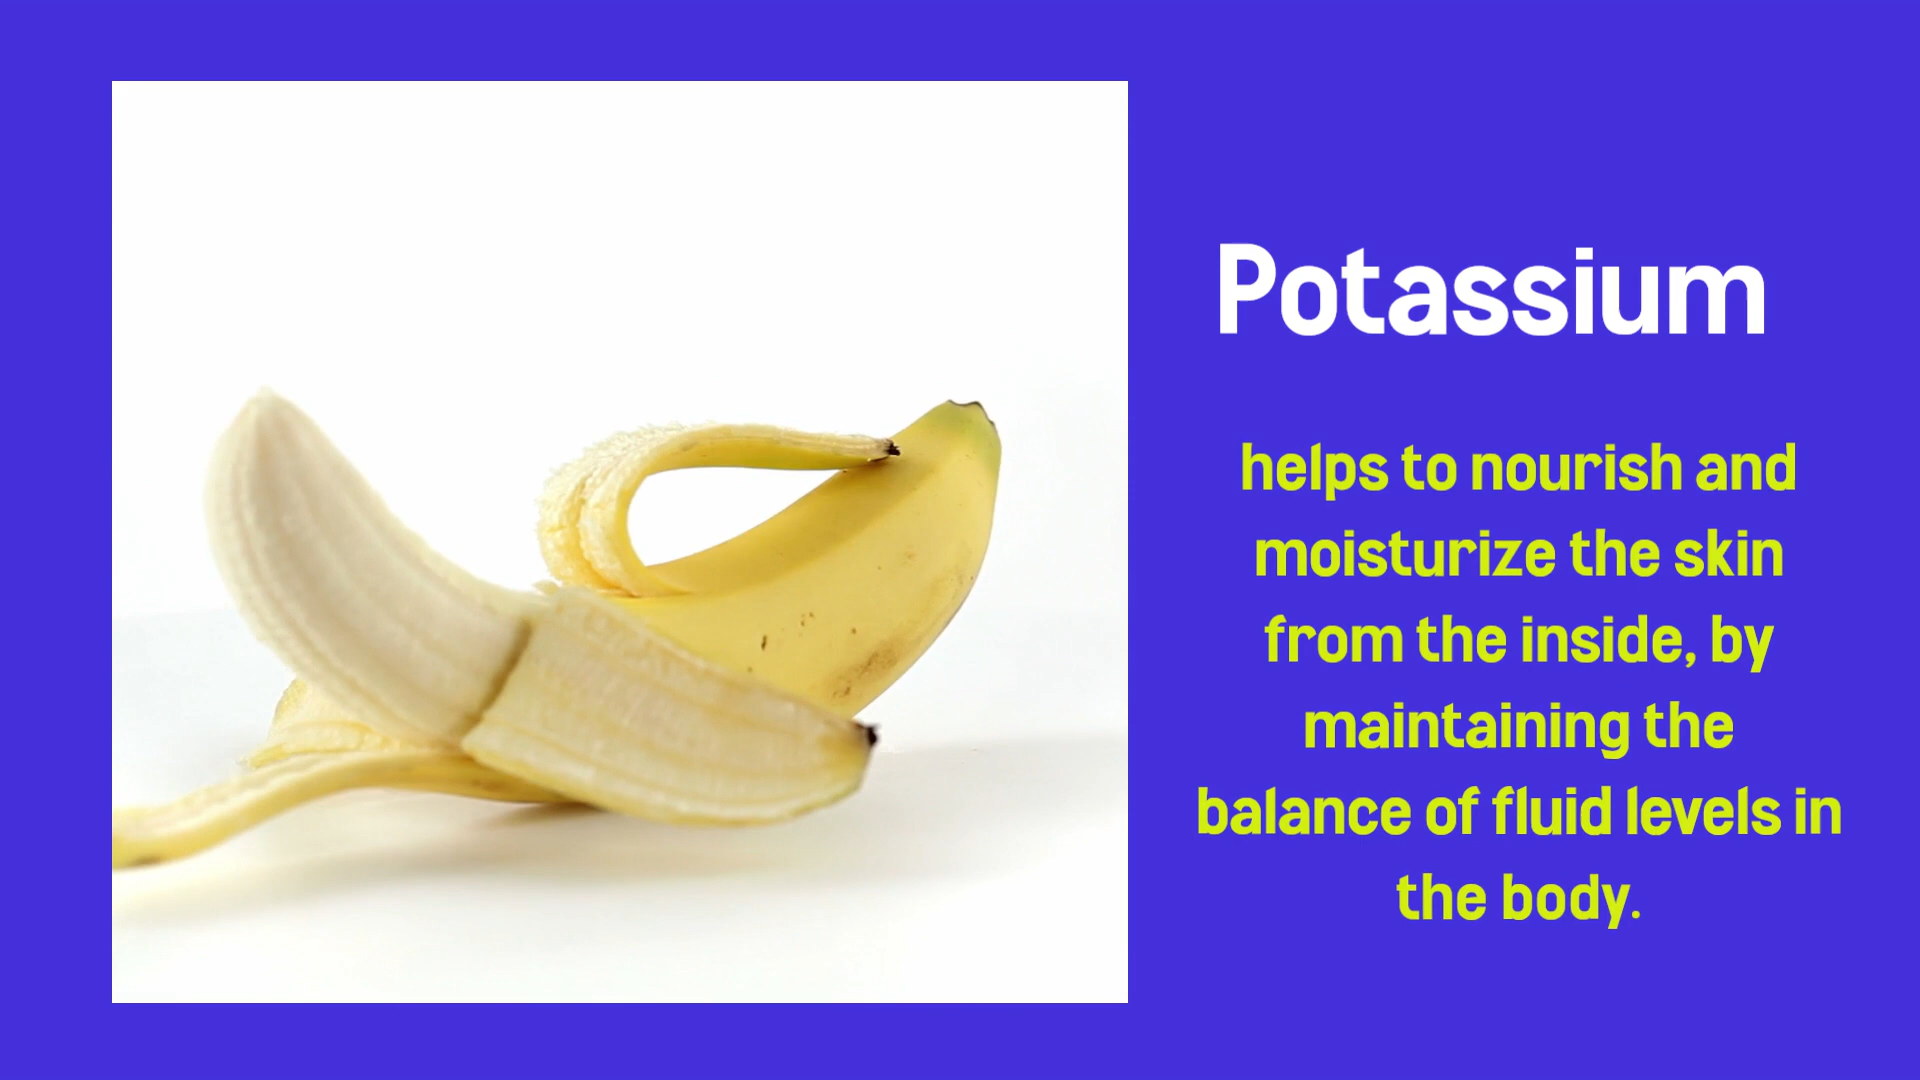 Potassium
helps to nourish and
moisturize the skin
from the inside, by
maintaining the
balance of fluid levels in
the body.